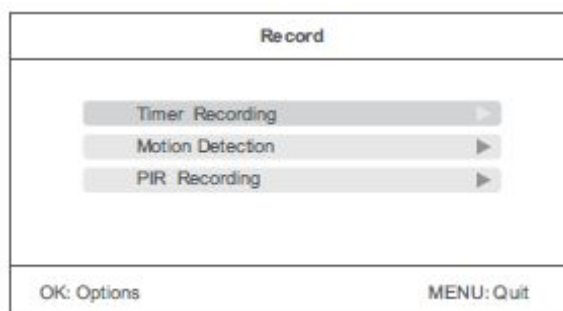 Record
Timer Recording
Motion Detection
PIR Recording
OK: Options
MENU: Quit